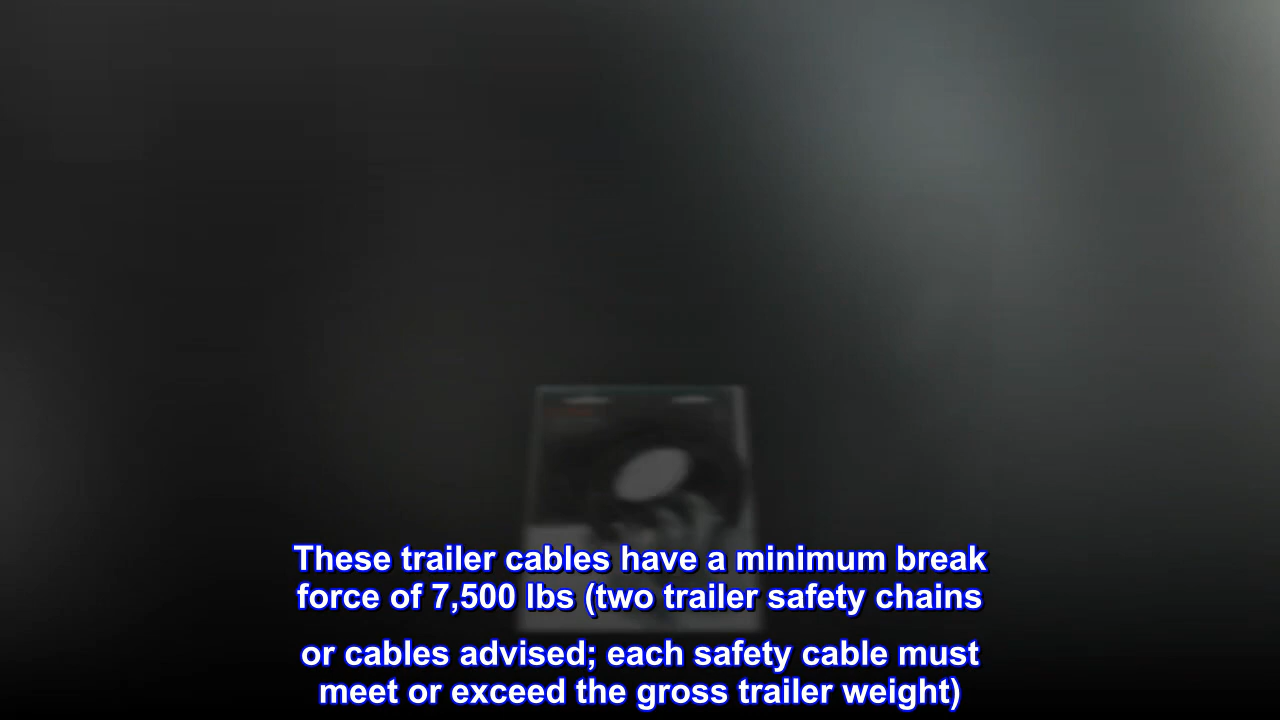 These trailer cables have a minimum break
force of 7,500 lbs (two trailer safety chains
or cables advised; each safety cable must
meet or exceed the gross trailer weight)